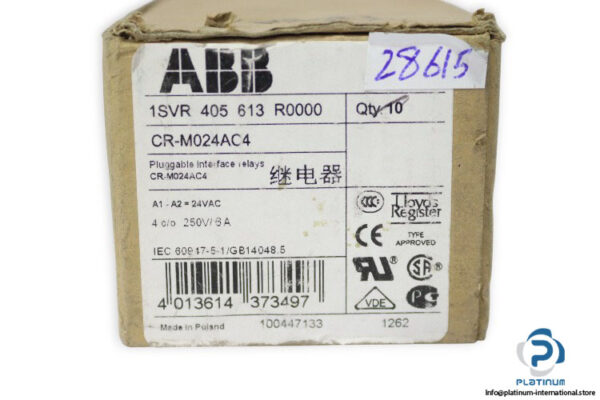 ABB
28615
1SVR 405 613 R0000
Qty. 10
CR-M024AC4
Pluggable interface relays
CR-M024AC4
继电器
A1 - A2 = 24VAC
4 c/o 250V/6A
IEC 60947-5-1/GB14048.5
CCC
Lloyds
Register
CE
TYPE
APPROVED
SA
VDE
4 013614 373497
Made in Poland
100447133
1262
PLATINUM
info@platinum-international.store